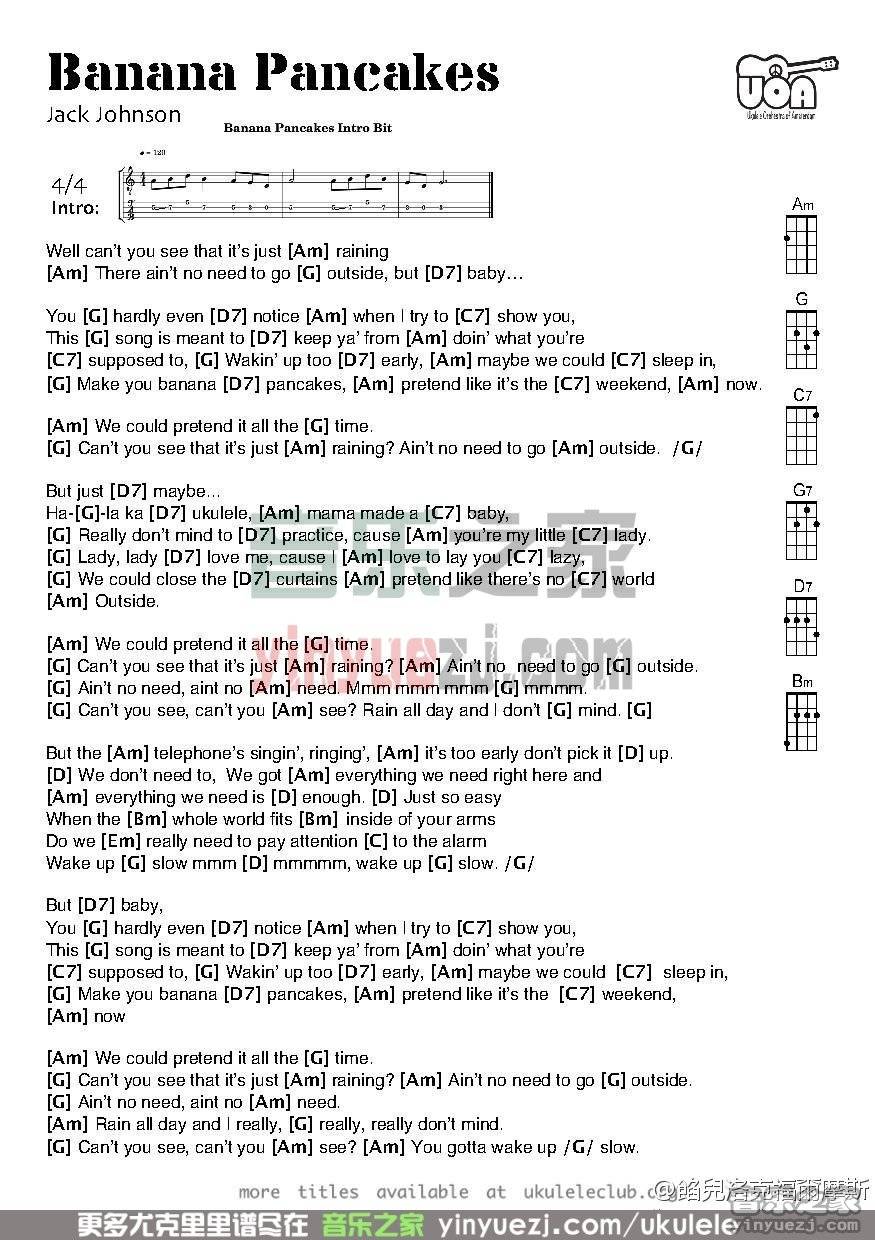 Banana Pancakes
Jack Johnson
UOA
Ukulele Orchestra of Amsterdam
Banana Pancakes Intro Bit
= 120
4/4
Intro:
Well can't you see that it's just [Am] raining
[Am] There ain't no need to go [G] outside, but [D7] baby…
You [G] hardly even [D7] notice [Am] when I try to [C7] show you,
This [G] song is meant to [D7] keep ya' from [Am] doin' what you're
[C7] supposed to, [G] Wakin' up too [D7] early, [Am] maybe we could [C7] sleep in,
[G] Make you banana [D7] pancakes, [Am] pretend like it's the [C7] weekend, [Am] now.
[Am] We could pretend it all the [G] time.
[G] Can't you see that it's just [Am] raining? Ain't no need to go [Am] outside. /G/
But just [D7] maybe...
Ha-[G]-la ka [D7] ukulele, [Am] mama made a [C7] baby,
[G] Really don't mind to [D7] practice, cause [Am] you're my little [C7] lady.
[G] Lady, lady [D7] love me, cause I [Am] love to lay you [C7] lazy,
[G] We could close the [D7] curtains [Am] pretend like there's no [C7] world
[Am] Outside.
[Am] We could pretend it all the [G] time.
[G] Can't you see that it's just [Am] raining? [Am] Ain't no need to go [G] outside.
[G] Ain't no need, aint no [Am] need. Mmm mmm mmm [G] mmmm.
[G] Can't you see, can't you [Am] see? Rain all day and I don't [G] mind. [G]
But the [Am] telephone's singin', ringing', [Am] it's too early don't pick it [D] up.
[D] We don't need to, We got [Am] everything we need right here and
[Am] everything we need is [D] enough. [D] Just so easy
When the [Bm] whole world fits [Bm] inside of your arms
Do we [Em] really need to pay attention [C] to the alarm
Wake up [G] slow mmm [D] mmmmm, wake up [G] slow. /G/
But [D7] baby,
You [G] hardly even [D7] notice [Am] when I try to [C7] show you,
This [G] song is meant to [D7] keep ya' from [Am] doin' what you're
[C7] supposed to, [G] Wakin' up too [D7] early, [Am] maybe we could [C7] sleep in,
[G] Make you banana [D7] pancakes, [Am] pretend like it's the [C7] weekend,
[Am] now
[Am] We could pretend it all the [G] time.
[G] Can't you see that it's just [Am] raining? [Am] Ain't no need to go [G] outside.
[G] Ain't no need, aint no [Am] need.
[Am] Rain all day and I really, [G] really, really don't mind.
[G] Can't you see, can't you [Am] see? [Am] You gotta wake up /G/ slow.
Am
G
C7
G7
D7
Bm
音乐之家
yinyuezj.com
more titles available at ukuleleclub.
@餡兒洛克福爾摩斯
更多尤克里里谱尽在 音乐之家 yinyuezj.com/ukulele
音乐之家
yinyuezj.com